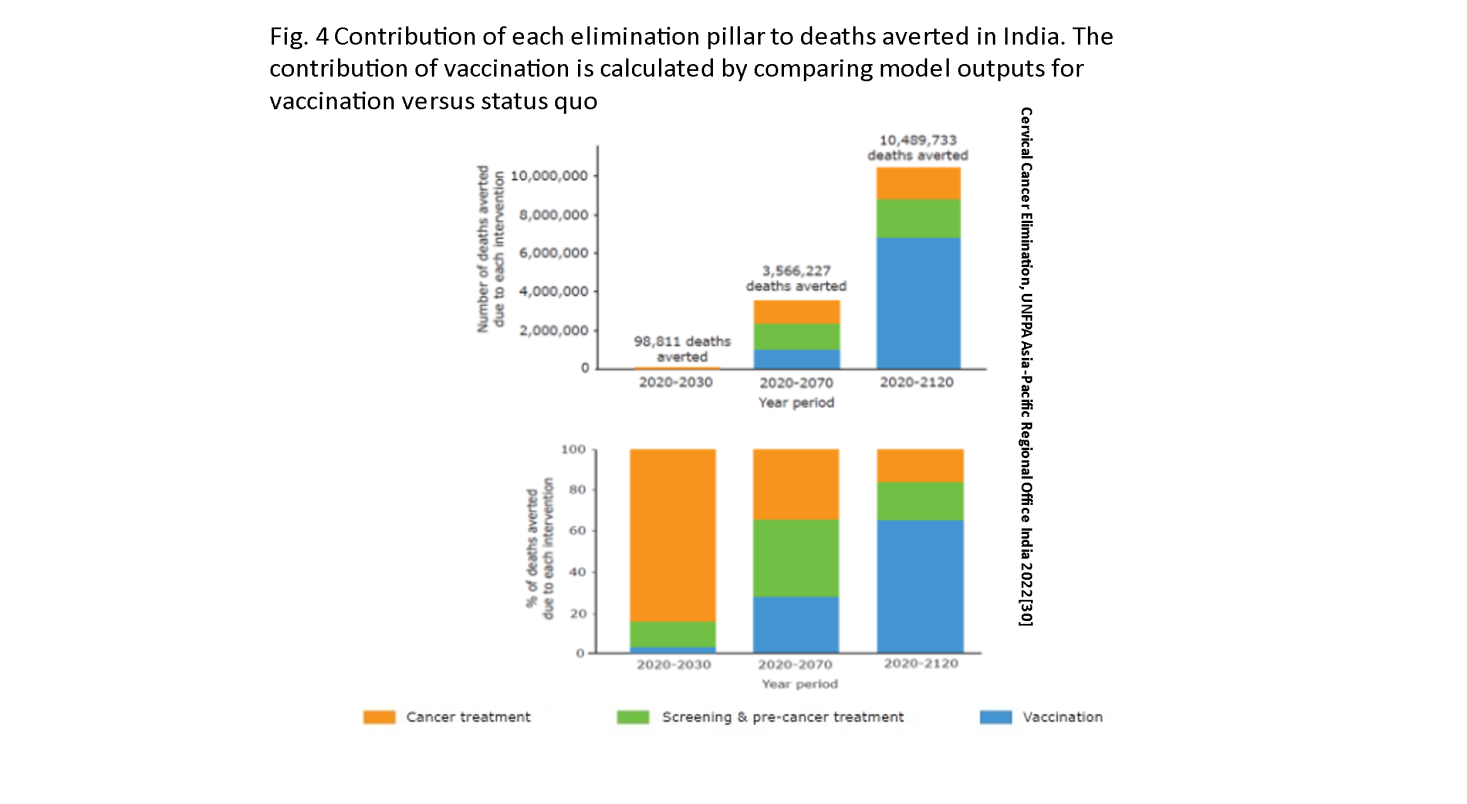 Fig. 4 Contribution of each elimination pillar to deaths averted in India. The
contribution of vaccination is calculated by comparing model outputs for
vaccination versus status quo
Number of deaths averted
due to each intervention
10,000,000
8,000,000
6,000,000
4,000,000
2,000,000
0
98,811 deaths
averted
3,566,227
deaths averted
10,489,733
deaths averted
2020-2030
2020-2070
2020-2120
Year period
% of deaths averted
due to each intervention
100
80
60
40
20
0
2020-2030
2020-2070
2020-2120
Year period
Cancer treatment
Screening & pre-cancer treatment
Vaccination
Cervical Cancer Elimination, UNFPA Asia-Pacific Regional Office India 2022[30]